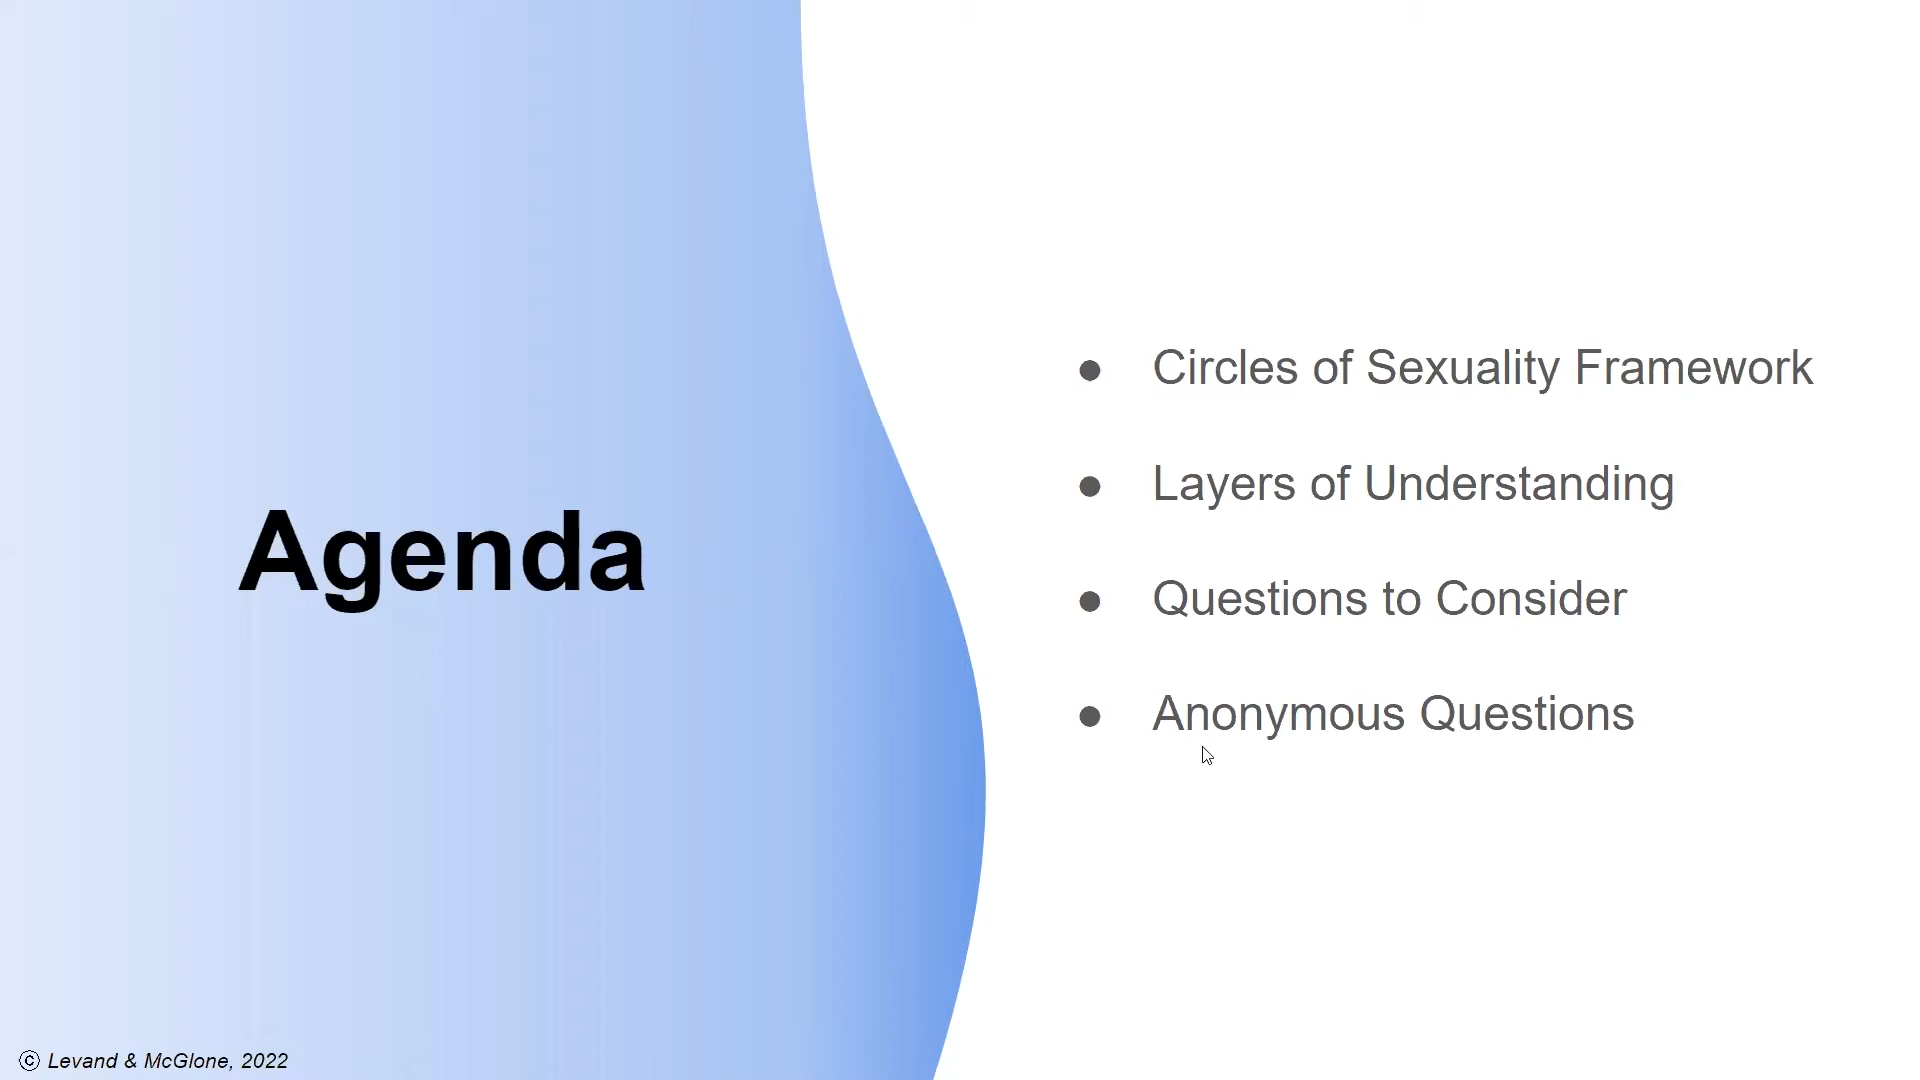 Agenda
● Circles of Sexuality Framework
● Layers of Understanding
● Questions to Consider
● Anonymous Questions
© Levand & McGlone, 2022